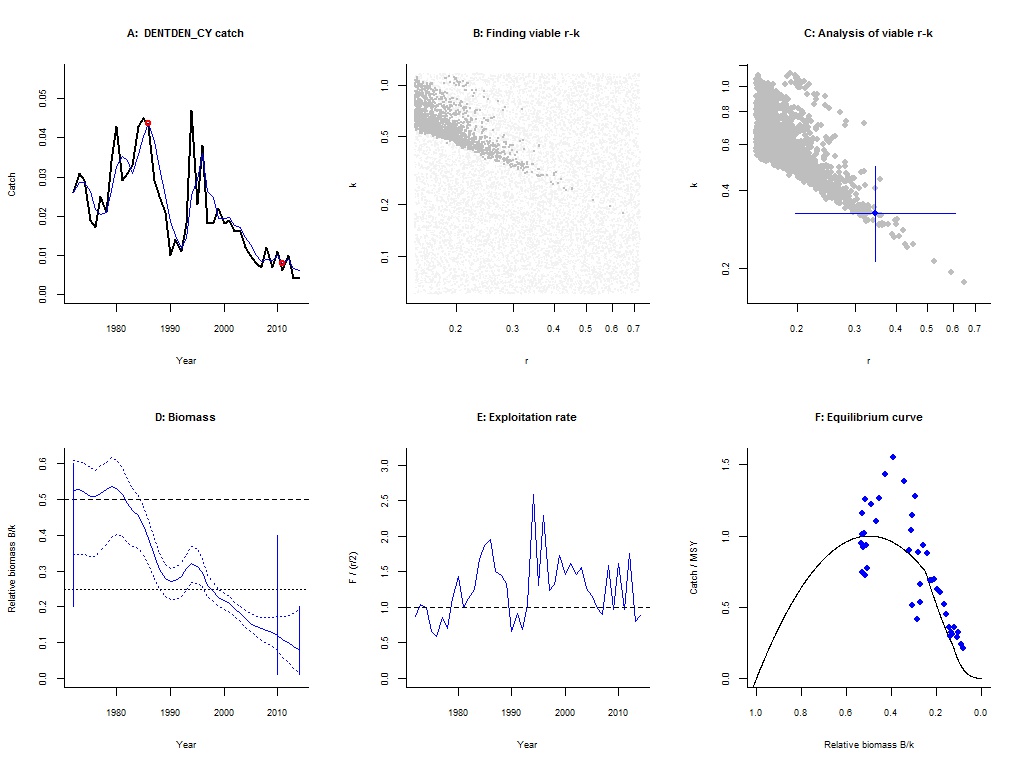 A: DENTDEN_CY catch
Catch
0.00 0.01 0.02 0.03 0.04 0.05
1980 1990 2000 2010
Year
B: Finding viable r-k
k
0.1 0.2 0.5 1.0
0.2 0.3 0.4 0.5 0.6 0.7
r
C: Analysis of viable r-k
k
0.2 0.4 0.6 0.8 1.0
0.2 0.3 0.4 0.5 0.6 0.7
r
D: Biomass
Relative biomass B/k
0.0 0.1 0.2 0.3 0.4 0.5 0.6
1980 1990 2000 2010
Year
E: Exploitation rate
F / (r/2)
0.0 0.5 1.0 1.5 2.0 2.5 3.0
1980 1990 2000 2010
Year
F: Equilibrium curve
Catch / MSY
0.0 0.5 1.0 1.5
1.0 0.8 0.6 0.4 0.2 0.0
Relative biomass B/k